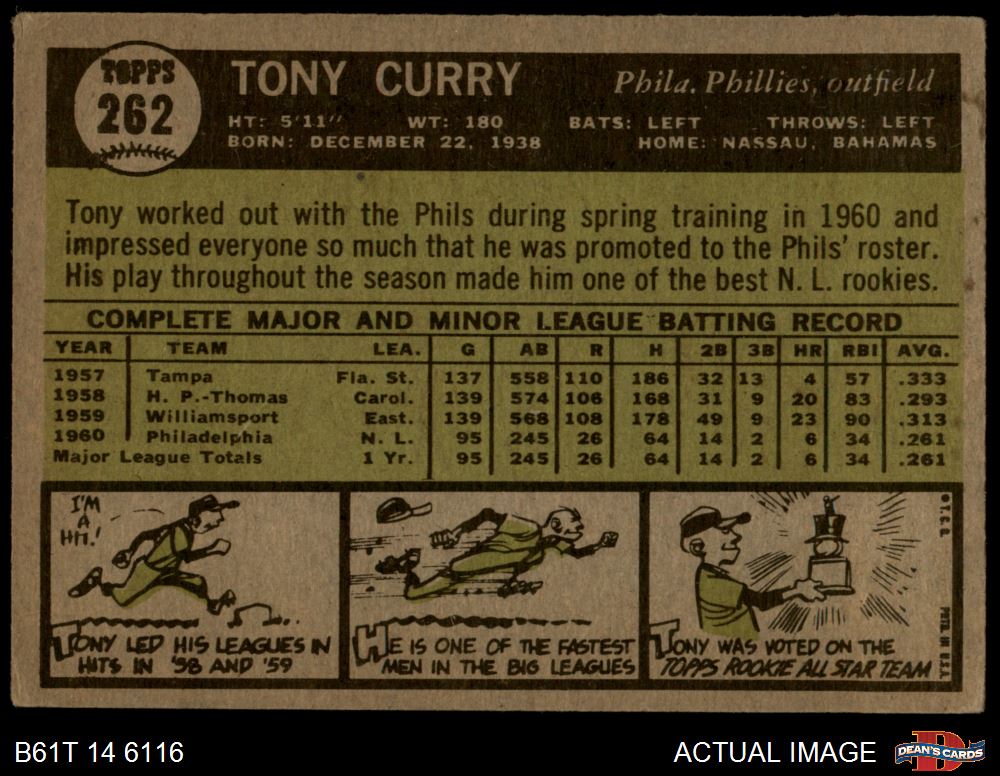 TOPPS
262
TONY CURRY
Phila. Phillies, outfield
HT: 5'11" WT: 180 BATS: LEFT THROWS: LEFT
BORN: DECEMBER 22, 1938 HOME: NASSAU, BAHAMAS
Tony worked out with the Phils during spring training in 1960 and
impressed everyone so much that he was promoted to the Phils' roster.
His play throughout the season made him one of the best N. L. rookies.
COMPLETE MAJOR AND MINOR LEAGUE BATTING RECORD
YEAR TEAM LEA. G AB R H 2B 3B HR RBI AVG.
1957 Tampa Fla. St. 137 558 110 186 32 13 4 57 .333
1958 H. P.-Thomas Carol. 139 574 106 168 31 9 20 83 .293
1959 Williamsport East. 139 568 108 178 49 9 23 90 .313
1960 Philadelphia N. L. 95 245 26 64 14 2 6 34 .261
Major League Totals 1 Yr. 95 245 26 64 14 2 6 34 .261
I'M
A
HIT!
TONY LED HIS LEAGUES IN
HITS IN '58 AND '59
HE IS ONE OF THE FASTEST
MEN IN THE BIG LEAGUES
TONY WAS VOTED ON THE
TOPPS ROOKIE ALL STAR TEAM
● T.C.G. PRTD. IN U.S.A.
B61T 14 6116
ACTUAL IMAGE
DEAN'S CARDS